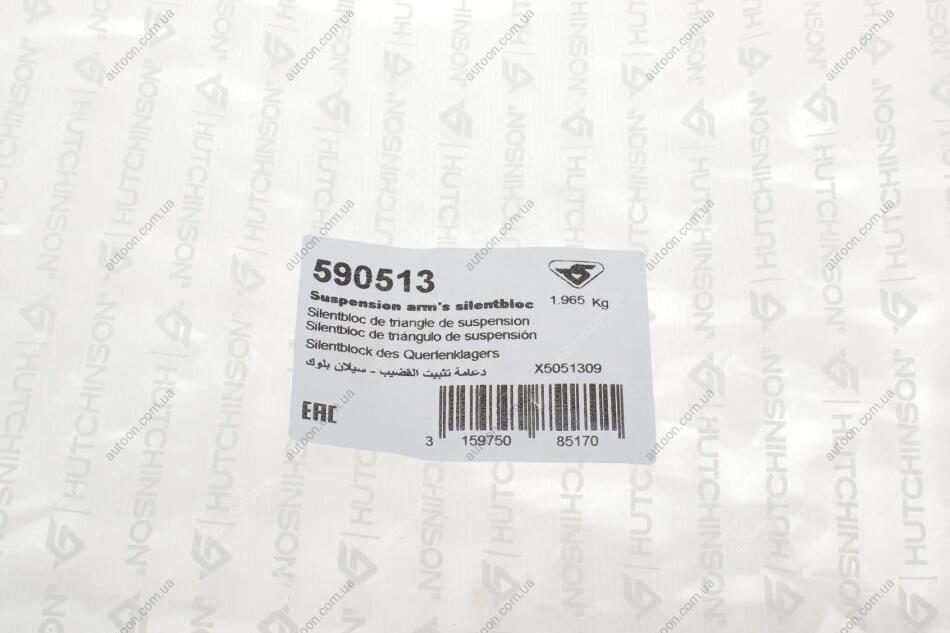 590513
1.965 Kg
Suspension arm's silentbloc
Silentbloc de triangle de suspension
Silentbloc de triángulo de suspensión
Silentblock des Querlenklagers
دعامة تثبيت القضيب - سيلان بلوك
X5051309
EAC
3 159750 85170
HUTCHINSON
autoon.com.ua